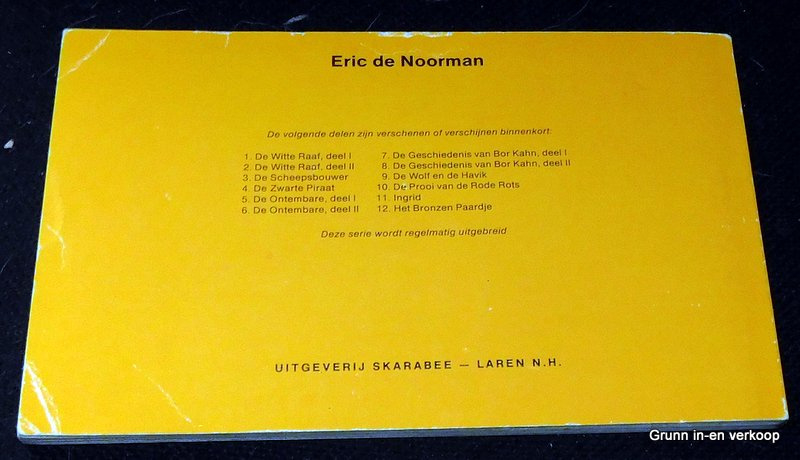 Eric de Noorman
De volgende delen zijn verschenen of verschijnen binnenkort:
1. De Witte Raaf, deel I
2. De Witte Raaf, deel II
3. De Scheepsbouwer
4. De Zwarte Piraat
5. De Ontembare, deel I
6. De Ontembare, deel II
7. De Geschiedenis van Bor Kahn, deel I
8. De Geschiedenis van Bor Kahn, deel II
9. De Wolf en de Havik
10. De Prooi van de Rode Rots
11. Ingrid
12. Het Bronzen Paardje
Deze serie wordt regelmatig uitgebreid
UITGEVERIJ SKARABEE — LAREN N.H.
Grunn in-en verkoop